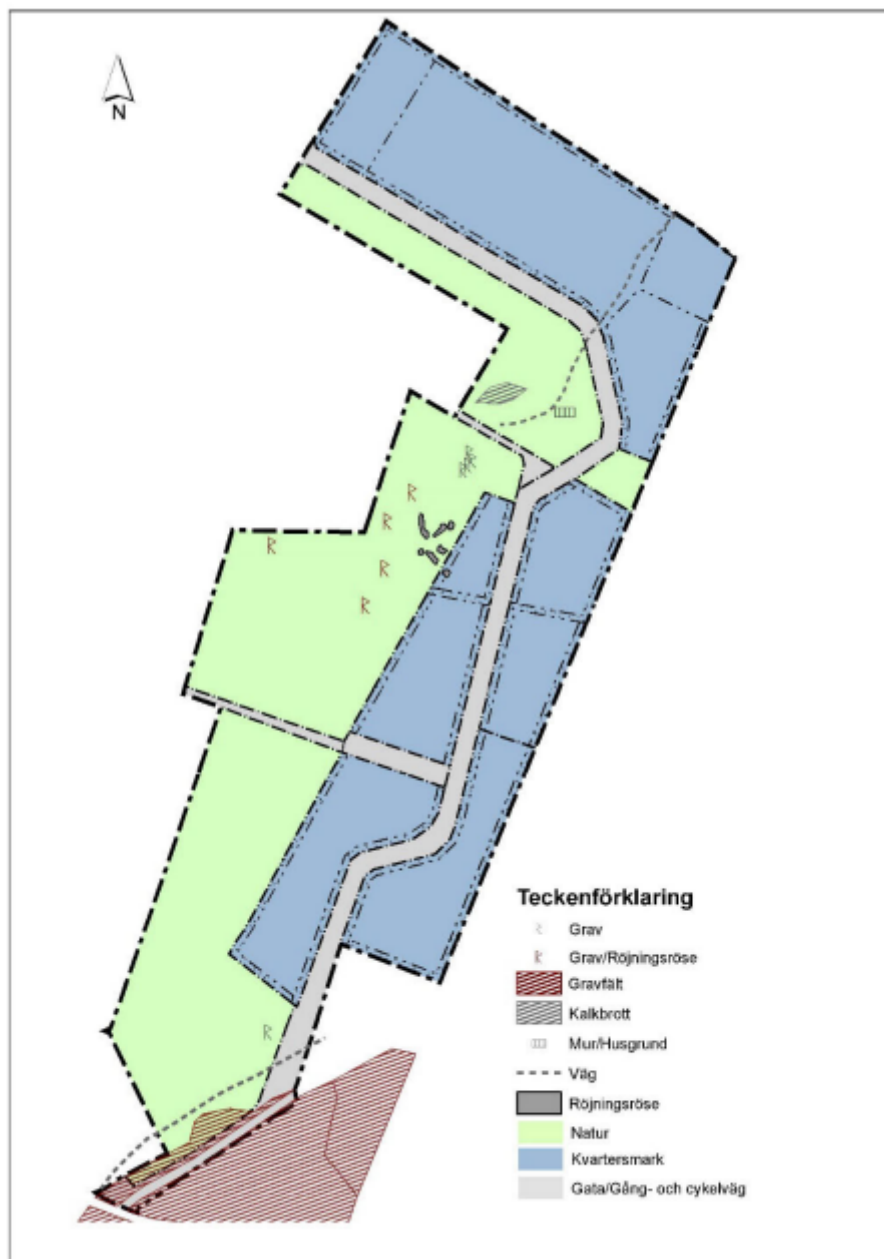 N
Teckenförklaring
Grav
Grav/Röjningsröse
Gravfält
Kalkbrott
Mur/Husgrund
Väg
Röjningsröse
Natur
Kvartersmark
Gata/Gång- och cykelväg